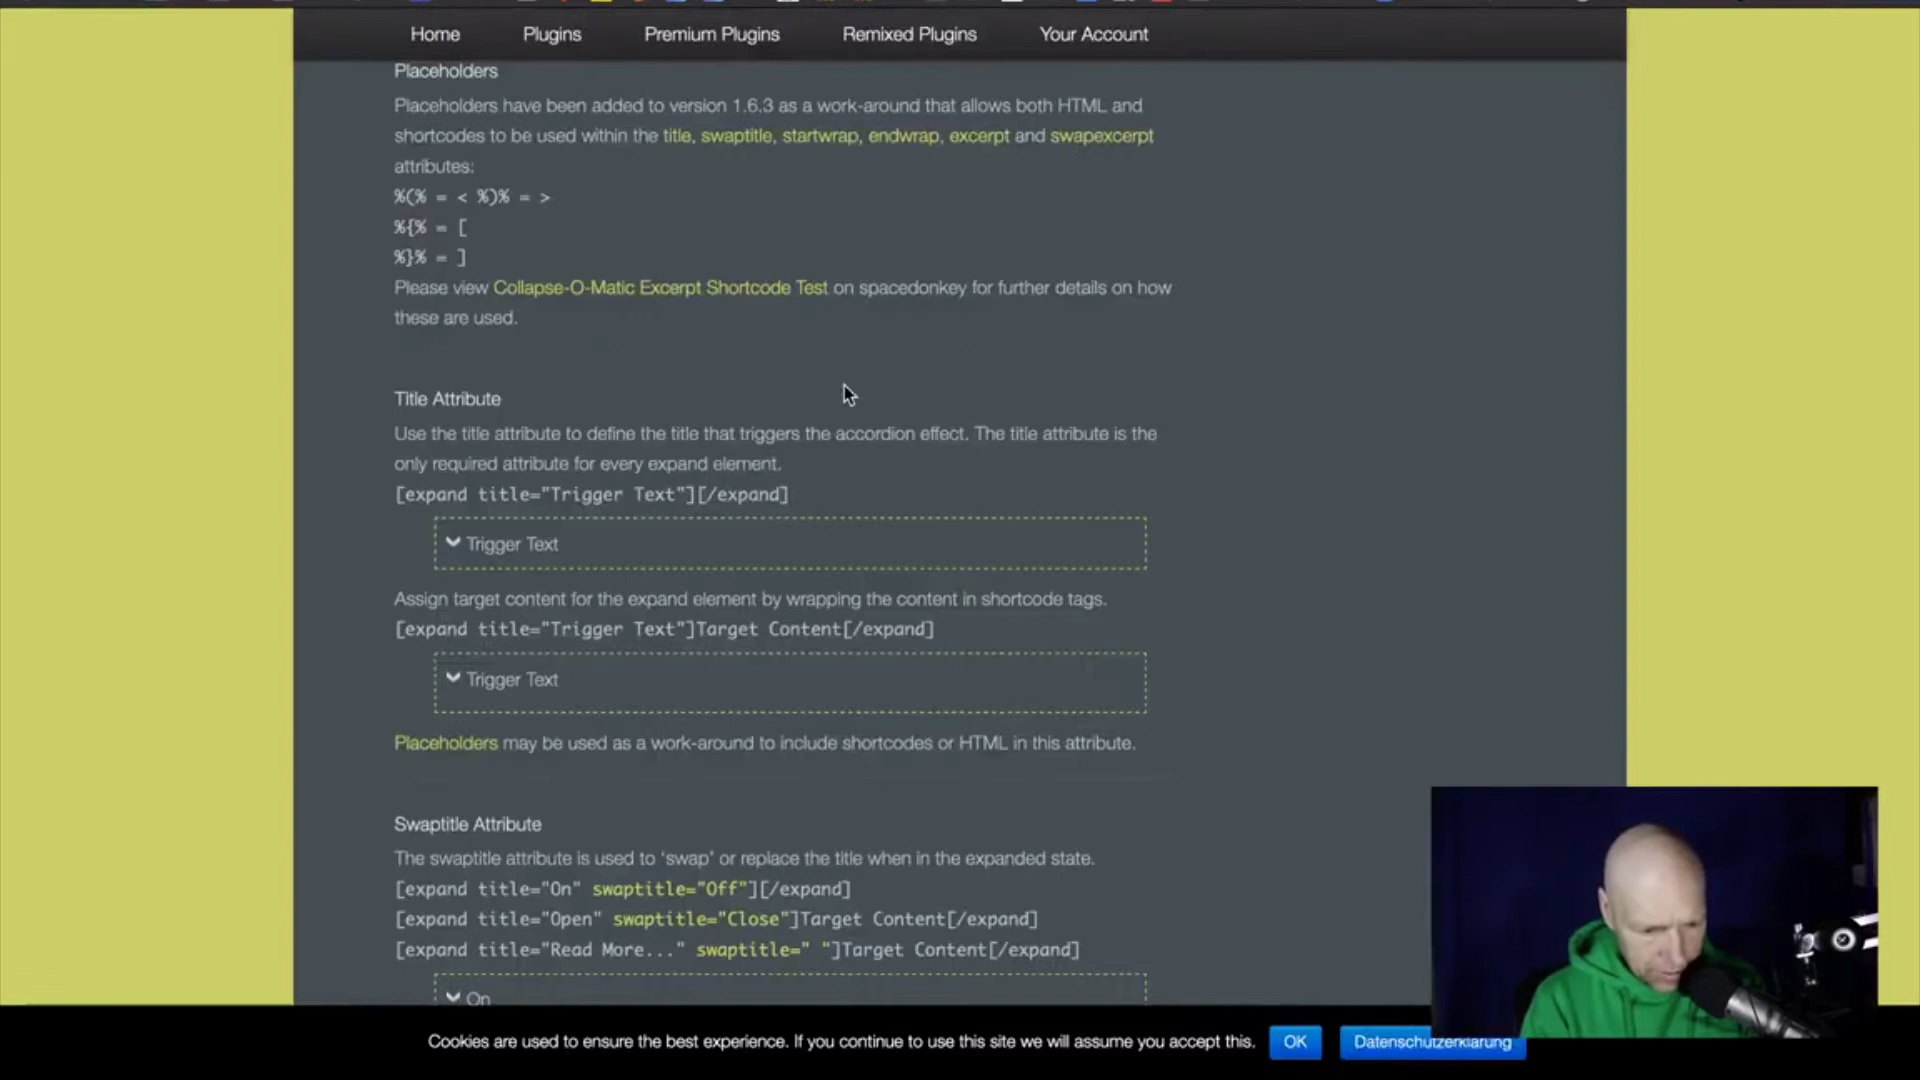 Home Plugins Premium Plugins Remixed Plugins Your Account
Placeholders
Placeholders have been added to version 1.6.3 as a work-around that allows both HTML and
shortcodes to be used within the title, swaptitle, startwrap, endwrap, excerpt and swapexcerpt
attributes:
%(% = < %)% = >
%{% = [
%}% = ]
Please view Collapse-O-Matic Excerpt Shortcode Test on spacedonkey for further details on how
these are used.
Title Attribute
Use the title attribute to define the title that triggers the accordion effect. The title attribute is the
only required attribute for every expand element.
[expand title="Trigger Text"][/expand]
Trigger Text
Assign target content for the expand element by wrapping the content in shortcode tags.
[expand title="Trigger Text"]Target Content[/expand]
Trigger Text
Placeholders may be used as a work-around to include shortcodes or HTML in this attribute.
Swaptitle Attribute
The swaptitle attribute is used to ‘swap’ or replace the title when in the expanded state.
[expand title="On" swaptitle="Off"][/expand]
[expand title="Open" swaptitle="Close"]Target Content[/expand]
[expand title="Read More..." swaptitle=" "]Target Content[/expand]
On
Cookies are used to ensure the best experience. If you continue to use this site we will assume you accept this. OK Datenschutzerklärung